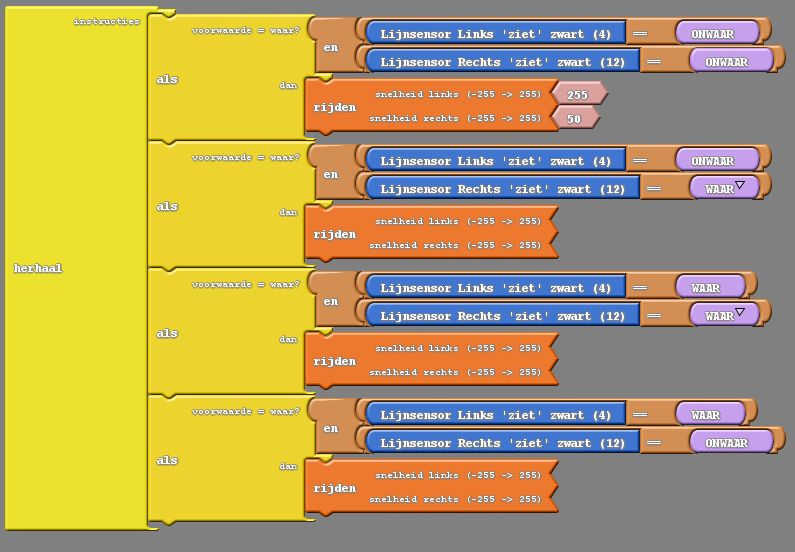 instructies
herhaal
voorwaarde = waar?
als
en
Lijnsensor Links 'ziet' zwart (4) == ONWAAR
Lijnsensor Rechts 'ziet' zwart (12) == ONWAAR
dan
rijden
snelheid links (-255 -> 255) 255
snelheid rechts (-255 -> 255) 50
voorwaarde = waar?
als
en
Lijnsensor Links 'ziet' zwart (4) == ONWAAR
Lijnsensor Rechts 'ziet' zwart (12) == WAAR
dan
rijden
snelheid links (-255 -> 255)
snelheid rechts (-255 -> 255)
voorwaarde = waar?
als
en
Lijnsensor Links 'ziet' zwart (4) == WAAR
Lijnsensor Rechts 'ziet' zwart (12) == WAAR
dan
rijden
snelheid links (-255 -> 255)
snelheid rechts (-255 -> 255)
voorwaarde = waar?
als
en
Lijnsensor Links 'ziet' zwart (4) == WAAR
Lijnsensor Rechts 'ziet' zwart (12) == ONWAAR
dan
rijden
snelheid links (-255 -> 255)
snelheid rechts (-255 -> 255)